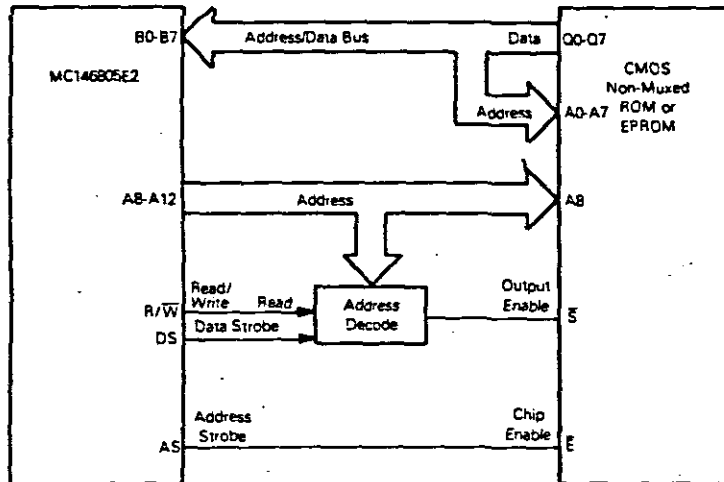 B0-B7
Address/Data Bus
Data
Q0-Q7
MC146805E2
CMOS
Non-Muxed
ROM or
EPROM
Address
A0-A7
A8-A12
Address
A8
Read/
Write
Read
R/W̅
Data Strobe
DS
Address
Decode
Output
Enable
S̅
Address
Strobe
AS
Chip
Enable
E̅